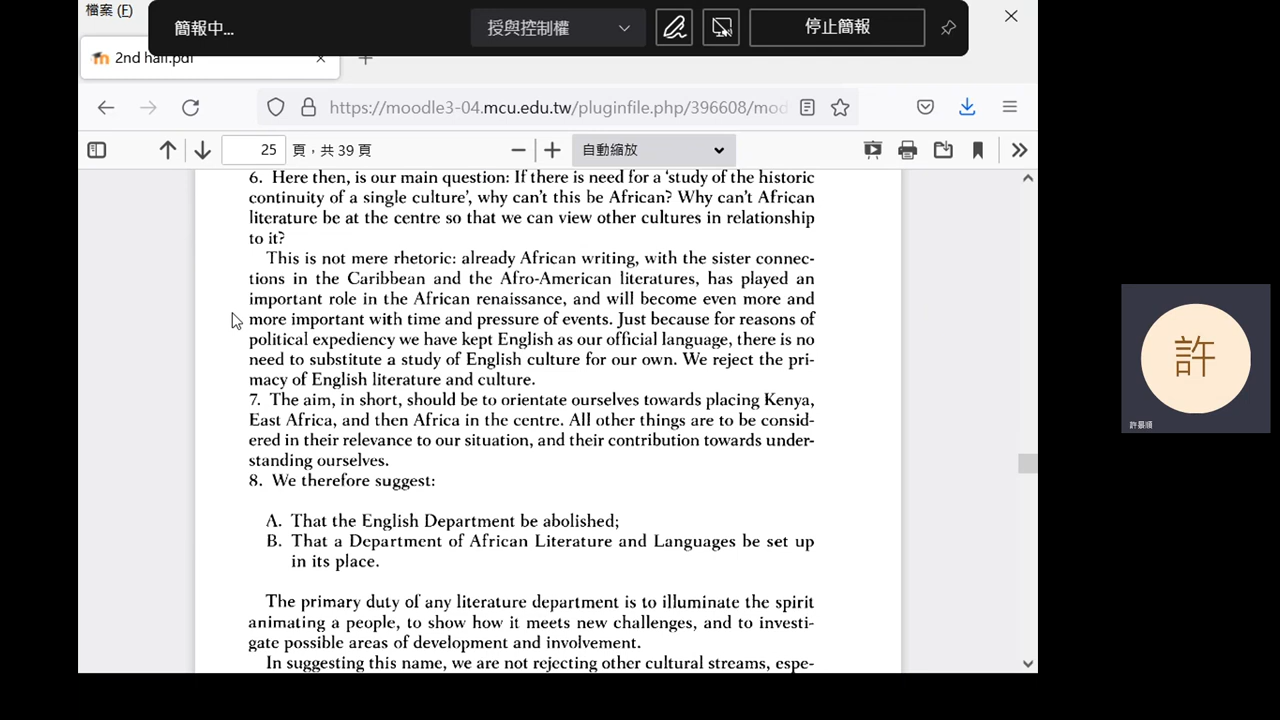 檔案 (F)
簡報中...
授與控制權
停止簡報
2nd half.pdf
https://moodle3-04.mcu.edu.tw/pluginfile.php/396608/mod
25 頁，共 39 頁
自動縮放
6. Here then, is our main question: If there is need for a ‘study of the historic
continuity of a single culture’, why can’t this be African? Why can’t African
literature be at the centre so that we can view other cultures in relationship
to it?
This is not mere rhetoric: already African writing, with the sister connec-
tions in the Caribbean and the Afro-American literatures, has played an
important role in the African renaissance, and will become even more and
more important with time and pressure of events. Just because for reasons of
political expediency we have kept English as our official language, there is no
need to substitute a study of English culture for our own. We reject the pri-
macy of English literature and culture.
7. The aim, in short, should be to orientate ourselves towards placing Kenya,
East Africa, and then Africa in the centre. All other things are to be consid-
ered in their relevance to our situation, and their contribution towards under-
standing ourselves.
8. We therefore suggest:
A. That the English Department be abolished;
B. That a Department of African Literature and Languages be set up
in its place.
The primary duty of any literature department is to illuminate the spirit
animating a people, to show how it meets new challenges, and to investi-
gate possible areas of development and involvement.
In suggesting this name, we are not rejecting other cultural streams, espe-
許